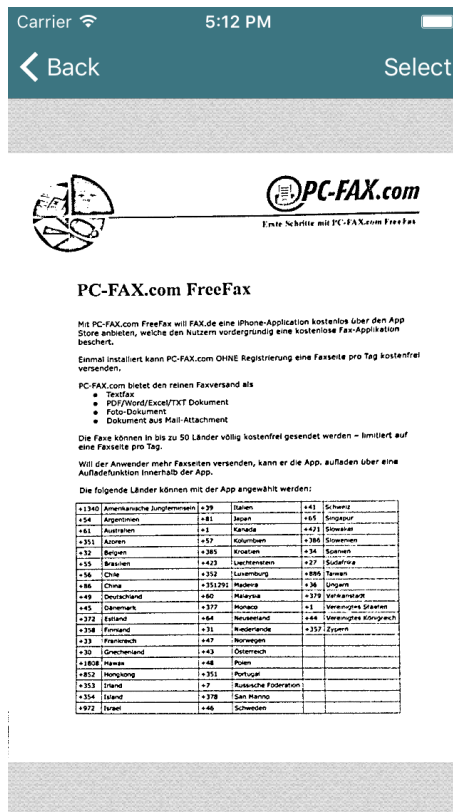 Carrier 5:12 PM
Back Select
PC-FAX.com
Erste Schritte mit PC-FAX.com FreeFax
PC-FAX.com FreeFax
Mit PC-FAX.com FreeFax will FAX.de eine iPhone-Application kostenlos über den App
Store anbieten, welche den Nutzern vordergründig eine kostenlose Fax-Applikation
beschert.
Einmal installiert kann PC-FAX.com OHNE Registrierung eine Faxseite pro Tag kostenfrei
versenden.
PC-FAX.com bietet den reinen Faxversand als
• Textfax
• PDF/Word/Excel/TXT Dokument
• Foto-Dokument
• Dokument aus Mail-Attachment
Die Faxe können in bis zu 50 Länder völlig kostenfrei gesendet werden – limitiert auf
eine Faxseite pro Tag.
Will der Anwender mehr Faxseiten versenden, kann er die App. aufladen über eine
Aufladefunktion innerhalb der App.
Die folgende Länder können mit der App angewählt werden:
+1340 Amerikanische Jungferninseln +39 Italien +41 Schweiz
+54 Argentinien +81 Japan +65 Singapur
+61 Australien +1 Kanada +421 Slowakei
+351 Azoren +57 Kolumbien +386 Slowenien
+32 Belgien +385 Kroatien +34 Spanien
+55 Brasilien +423 Liechtenstein +27 Südafrika
+56 Chile +352 Luxemburg +886 Taiwan
+86 China +351291 Madeira +36 Ungarn
+49 Deutschland +60 Malaysia +379 Vatikanstadt
+45 Dänemark +377 Monaco +1 Vereinigtes Staaten
+372 Estland +64 Neuseeland +44 Vereinigtes Königreich
+358 Finnland +31 Niederlande +357 Zypern
+33 Frankreich +47 Norwegen
+30 Griechenland +43 Österreich
+1808 Hawaii +48 Polen
+852 Hongkong +351 Portugal
+353 Irland +7 Russische Föderation
+354 Island +378 San Marino
+972 Israel +46 Schweden